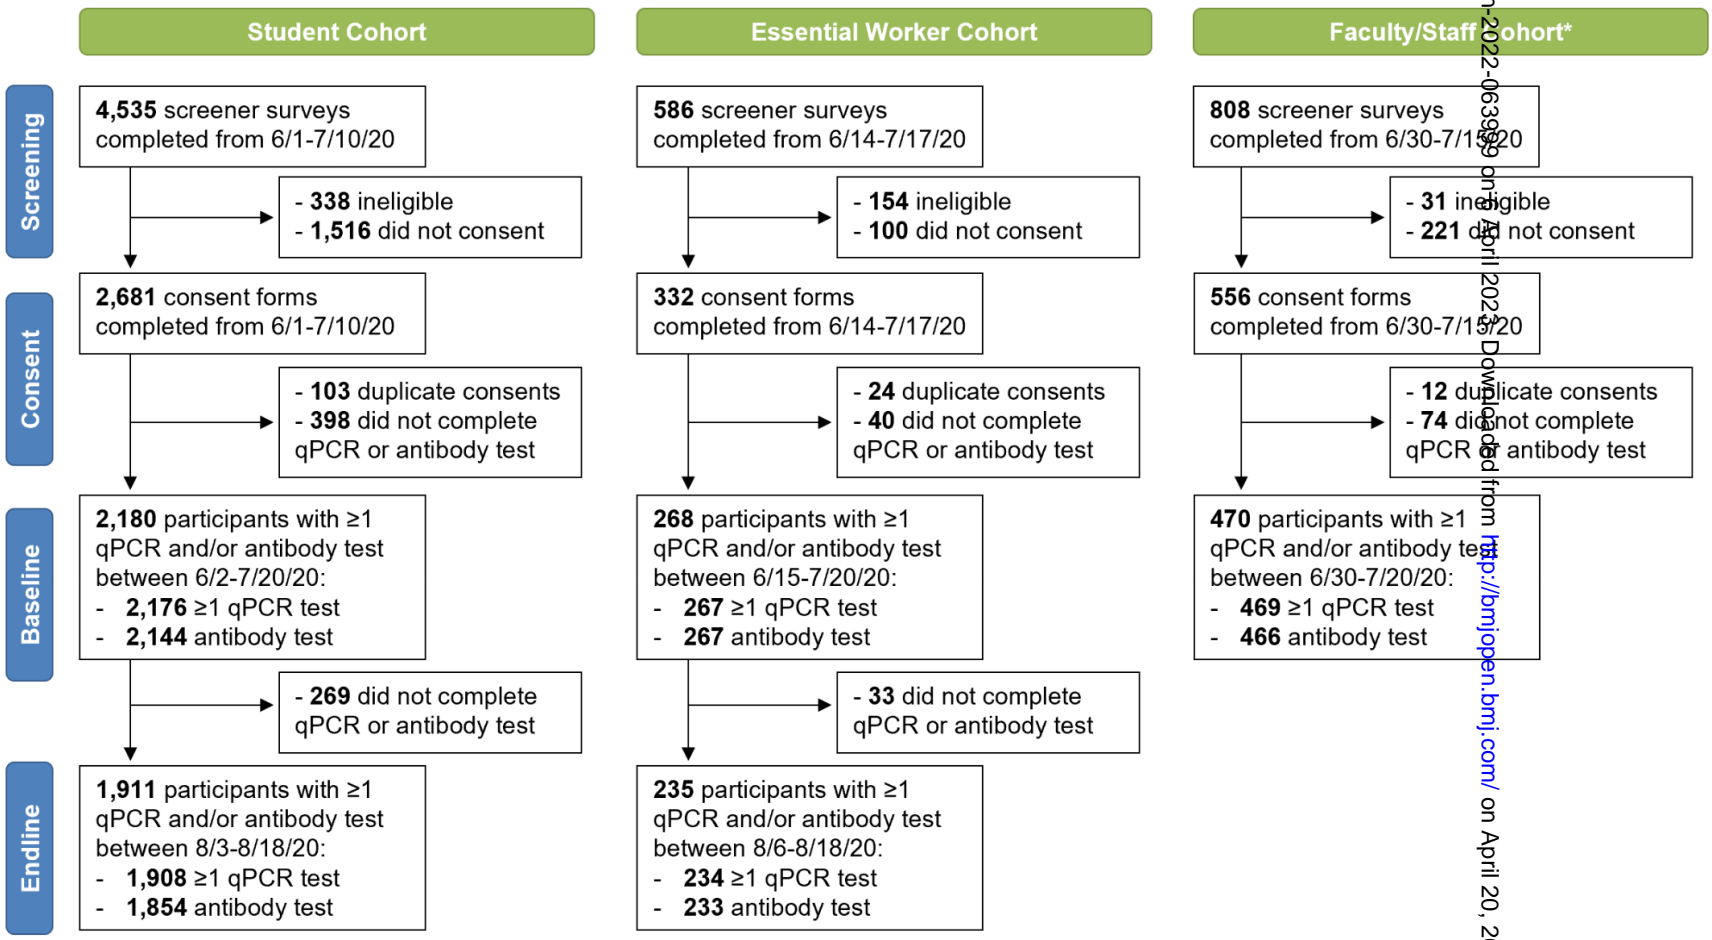 Student Cohort
Essential Worker Cohort
Faculty/Staff Cohort*
Screening
4,535 screener surveys
completed from 6/1-7/10/20
586 screener surveys
completed from 6/14-7/17/20
808 screener surveys
completed from 6/30-7/15/20
- 338 ineligible
- 1,516 did not consent
- 154 ineligible
- 100 did not consent
- 31 ineligible
- 221 did not consent
Consent
2,681 consent forms
completed from 6/1-7/10/20
332 consent forms
completed from 6/14-7/17/20
556 consent forms
completed from 6/30-7/15/20
- 103 duplicate consents
- 398 did not complete
qPCR or antibody test
- 24 duplicate consents
- 40 did not complete
qPCR or antibody test
- 12 duplicate consents
- 74 did not complete
qPCR or antibody test
Baseline
2,180 participants with ≥1
qPCR and/or antibody test
between 6/2-7/20/20:
- 2,176 ≥1 qPCR test
- 2,144 antibody test
268 participants with ≥1
qPCR and/or antibody test
between 6/15-7/20/20:
- 267 ≥1 qPCR test
- 267 antibody test
470 participants with ≥1
qPCR and/or antibody test
between 6/30-7/20/20:
- 469 ≥1 qPCR test
- 466 antibody test
- 269 did not complete
qPCR or antibody test
- 33 did not complete
qPCR or antibody test
Endline
1,911 participants with ≥1
qPCR and/or antibody test
between 8/3-8/18/20:
- 1,908 ≥1 qPCR test
- 1,854 antibody test
235 participants with ≥1
qPCR and/or antibody test
between 8/6-8/18/20:
- 234 ≥1 qPCR test
- 233 antibody test
n-2022-063999 on 6 April 2023. Downloaded from http://bmjopen.bmj.com/ on April 20, 2